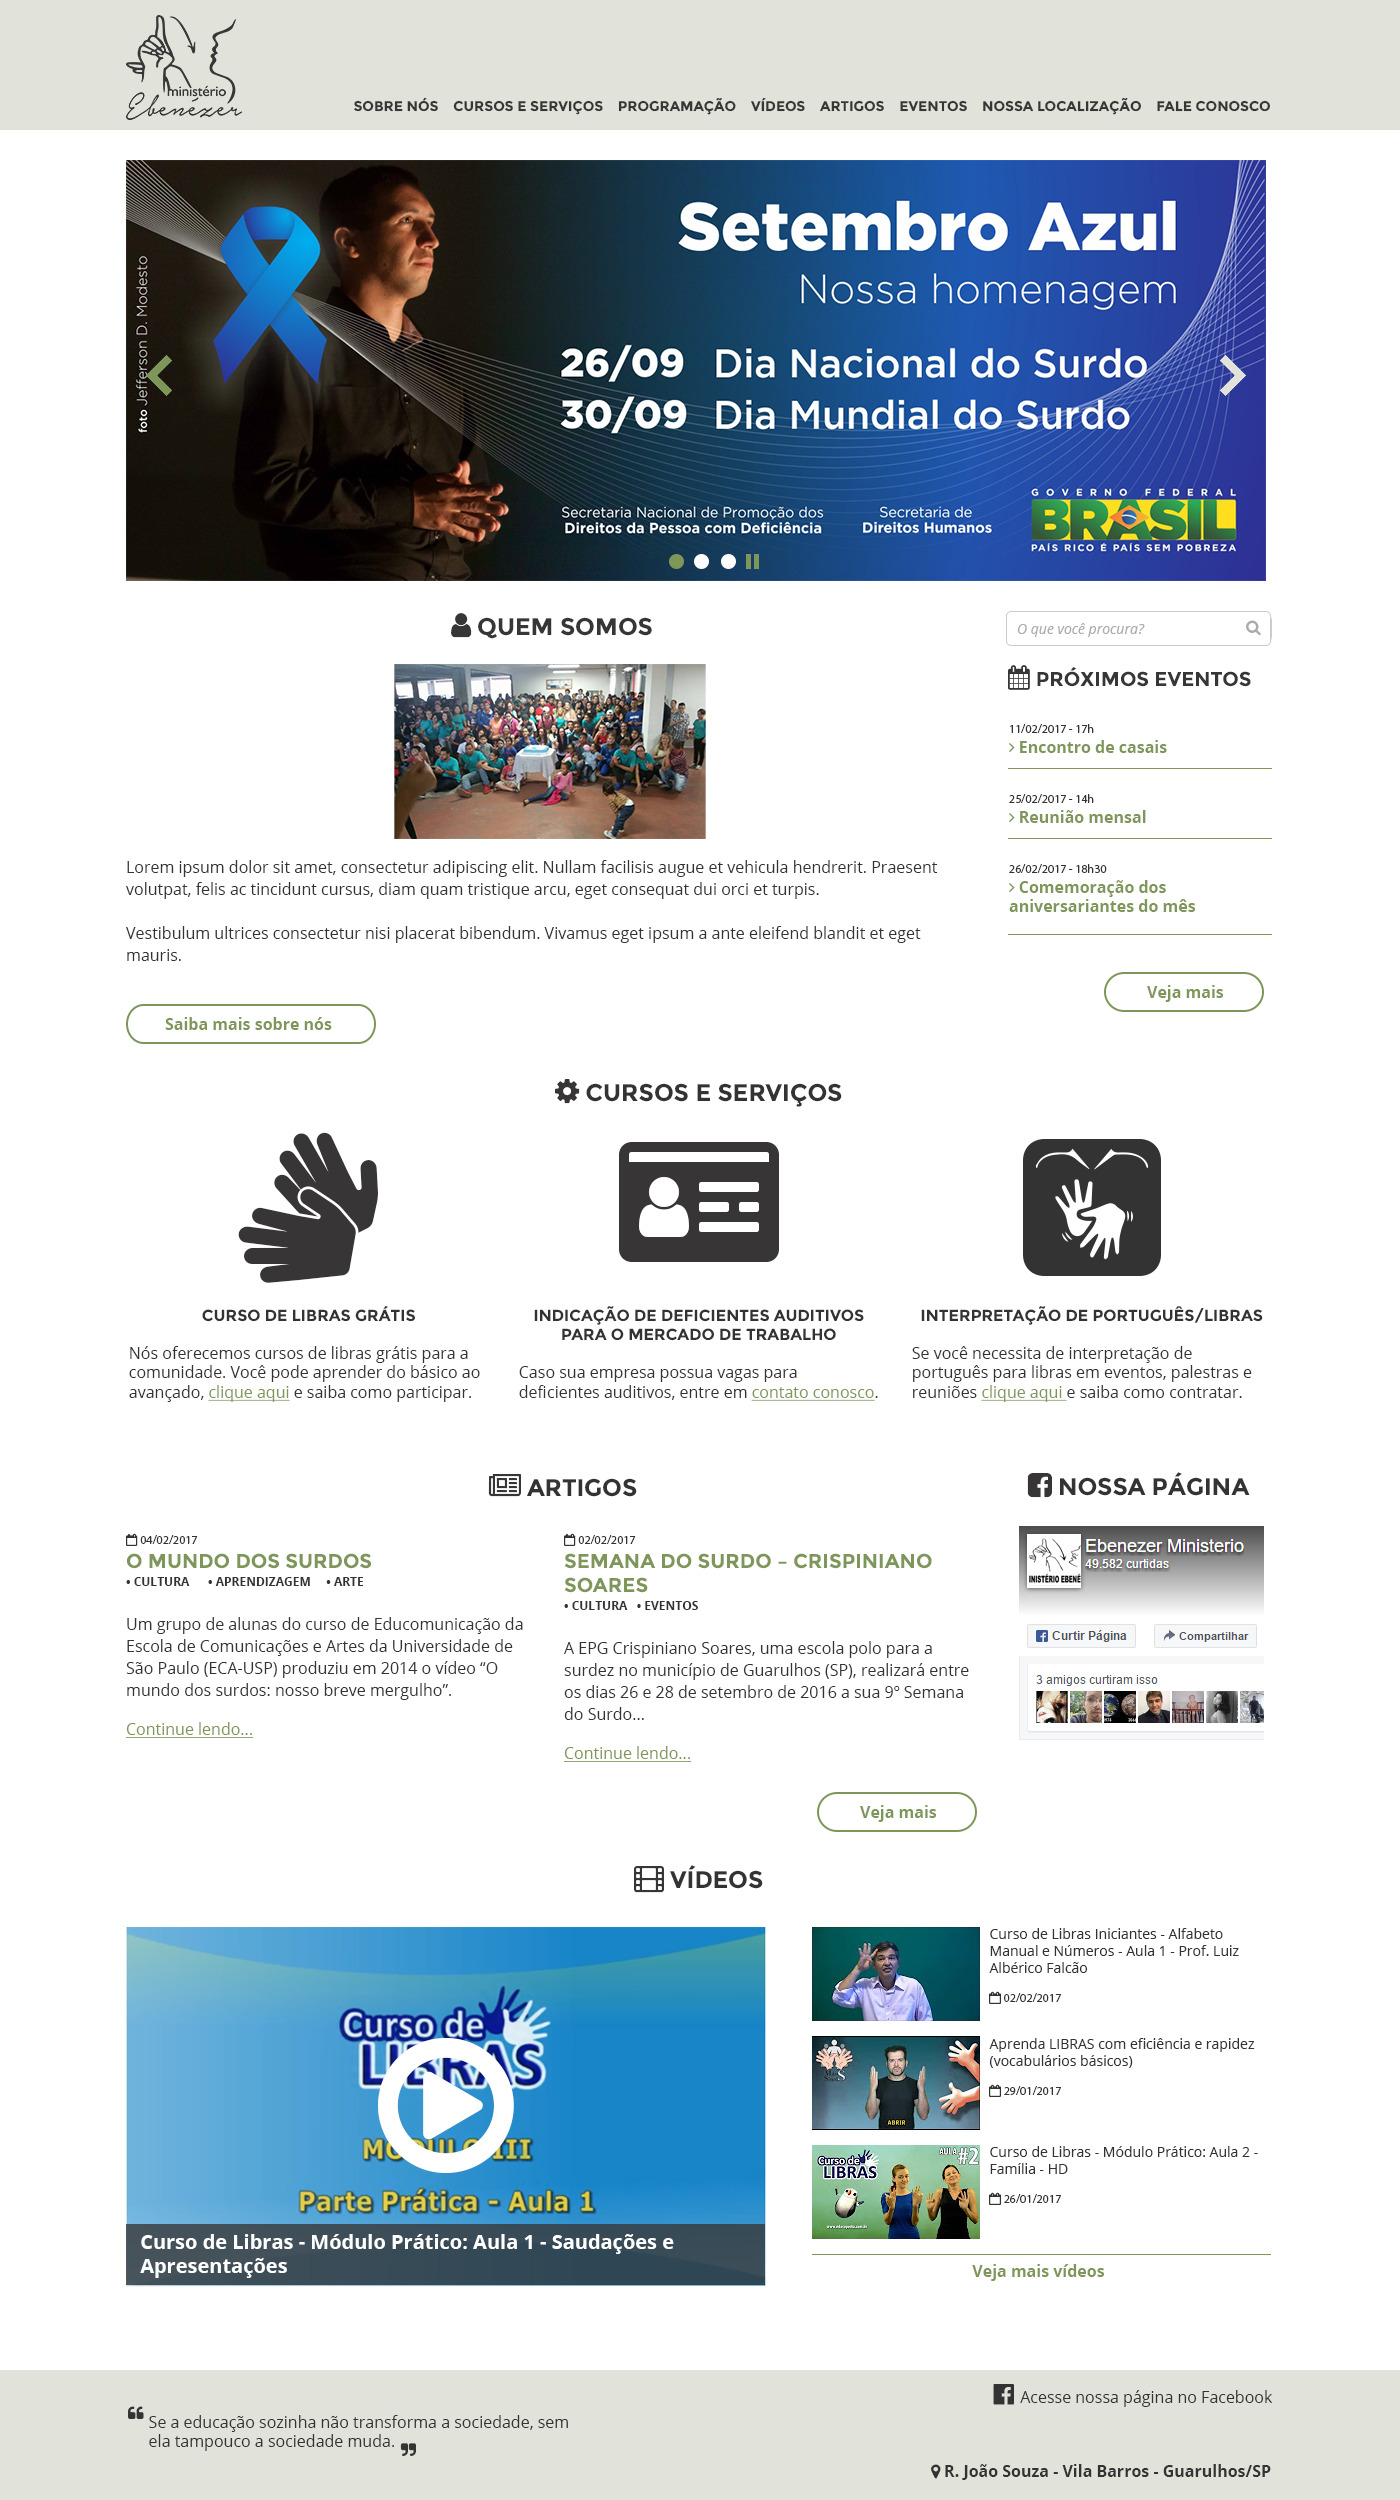 ministério
Ebenézer
SOBRE NÓS CURSOS E SERVIÇOS PROGRAMAÇÃO VÍDEOS ARTIGOS EVENTOS NOSSA LOCALIZAÇÃO FALE CONOSCO
foto Jefferson D. Modesto
Setembro Azul
Nossa homenagem
26/09 Dia Nacional do Surdo
30/09 Dia Mundial do Surdo
Secretaria Nacional de Promoção dos
Direitos da Pessoa com Deficiência
Secretaria de
Direitos Humanos
GOVERNO FEDERAL
BRASIL
PAÍS RICO É PAÍS SEM POBREZA
QUEM SOMOS
Lorem ipsum dolor sit amet, consectetur adipiscing elit. Nullam facilisis augue et vehicula hendrerit. Praesent
volutpat, felis ac tincidunt cursus, diam quam tristique arcu, eget consequat dui orci et turpis.
Vestibulum ultrices consectetur nisi placerat bibendum. Vivamus eget ipsum a ante eleifend blandit et eget
mauris.
Saiba mais sobre nós
O que você procura?
PRÓXIMOS EVENTOS
11/02/2017 - 17h
Encontro de casais
25/02/2017 - 14h
Reunião mensal
26/02/2017 - 18h30
Comemoração dos
aniversariantes do mês
Veja mais
CURSOS E SERVIÇOS
CURSO DE LIBRAS GRÁTIS
Nós oferecemos cursos de libras grátis para a
comunidade. Você pode aprender do básico ao
avançado, clique aqui e saiba como participar.
INDICAÇÃO DE DEFICIENTES AUDITIVOS
PARA O MERCADO DE TRABALHO
Caso sua empresa possua vagas para
deficientes auditivos, entre em contato conosco.
INTERPRETAÇÃO DE PORTUGUÊS/LIBRAS
Se você necessita de interpretação de
português para libras em eventos, palestras e
reuniões clique aqui e saiba como contratar.
ARTIGOS
04/02/2017
O MUNDO DOS SURDOS
• CULTURA • APRENDIZAGEM • ARTE
Um grupo de alunas do curso de Educomunicação da
Escola de Comunicações e Artes da Universidade de
São Paulo (ECA-USP) produziu em 2014 o vídeo “O
mundo dos surdos: nosso breve mergulho”.
Continue lendo...
02/02/2017
SEMANA DO SURDO – CRISPINIANO
SOARES
• CULTURA • EVENTOS
A EPG Crispiniano Soares, uma escola polo para a
surdez no município de Guarulhos (SP), realizará entre
os dias 26 e 28 de setembro de 2016 a sua 9º Semana
do Surdo...
Continue lendo...
Veja mais
NOSSA PÁGINA
INISTÉRIO EBENÉ
Ebenezer Ministerio
49.582 curtidas
Curtir Página
Compartilhar
3 amigos curtiram isso
VÍDEOS
Curso de
LIBRAS
MÓDULO III
Parte Prática - Aula 1
Curso de Libras - Módulo Prático: Aula 1 - Saudações e
Apresentações
Curso de Libras Iniciantes - Alfabeto
Manual e Números - Aula 1 - Prof. Luiz
Albérico Falcão
02/02/2017
ABRIR
Aprenda LIBRAS com eficiência e rapidez
(vocabulários básicos)
29/01/2017
Curso de
LIBRAS
AULA #2
Curso de Libras - Módulo Prático: Aula 2 -
Família - HD
26/01/2017
Veja mais vídeos
Se a educação sozinha não transforma a sociedade, sem
ela tampouco a sociedade muda.
Acesse nossa página no Facebook
R. João Souza - Vila Barros - Guarulhos/SP